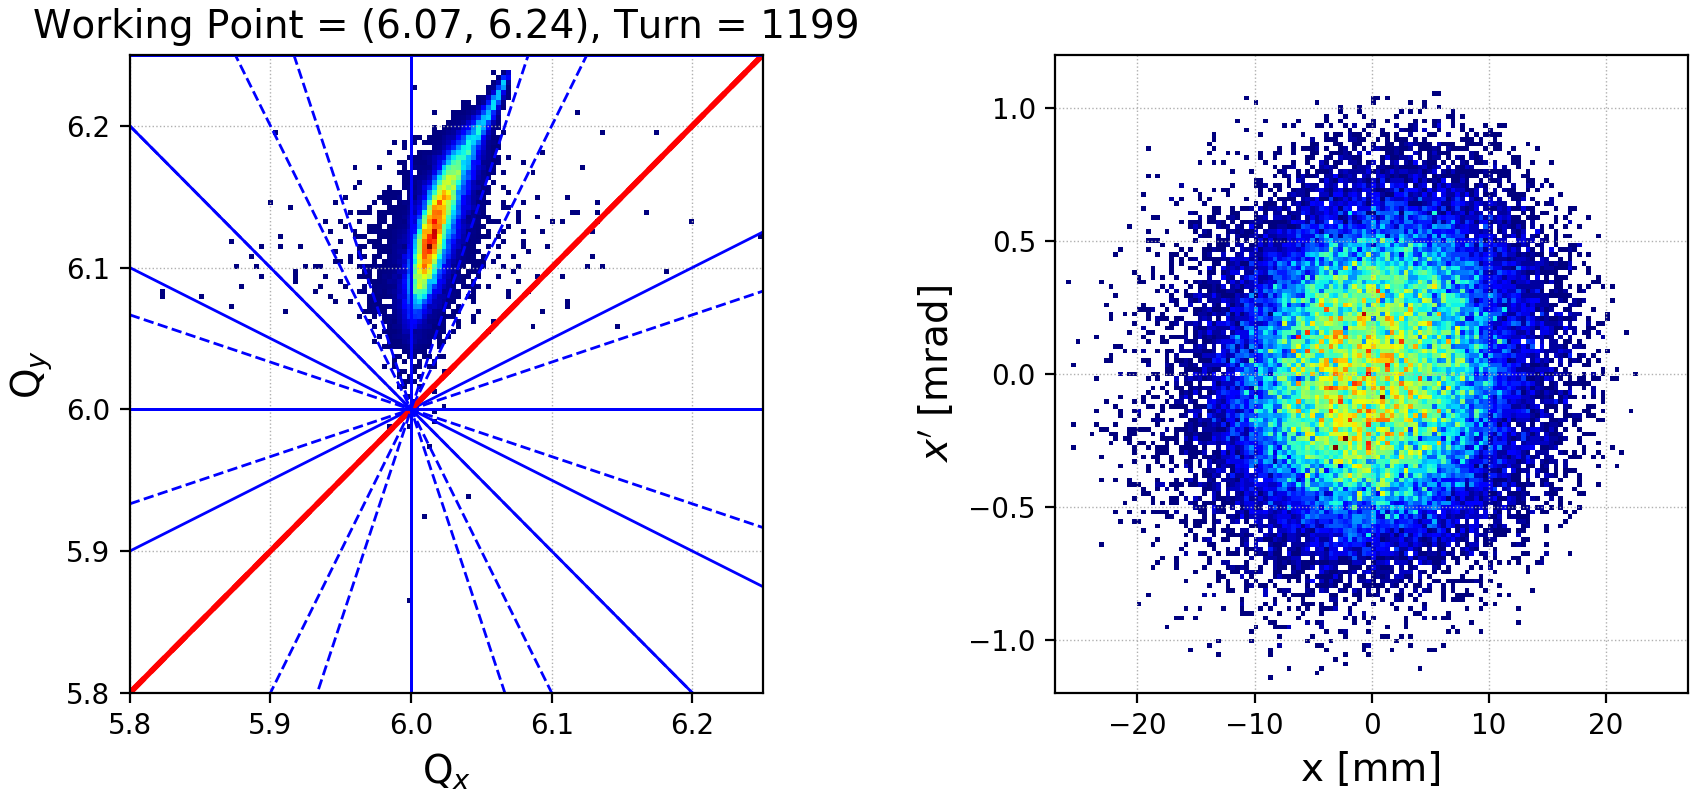 Working Point = (6.07, 6.24), Turn = 1199
6.2
6.1
6.0
5.9
5.8
Qy
5.8 5.9 6.0 6.1 6.2
Qx
1.0
0.5
0.0
−0.5
−1.0
x′ [mrad]
−20 −10 0 10 20
x [mm]